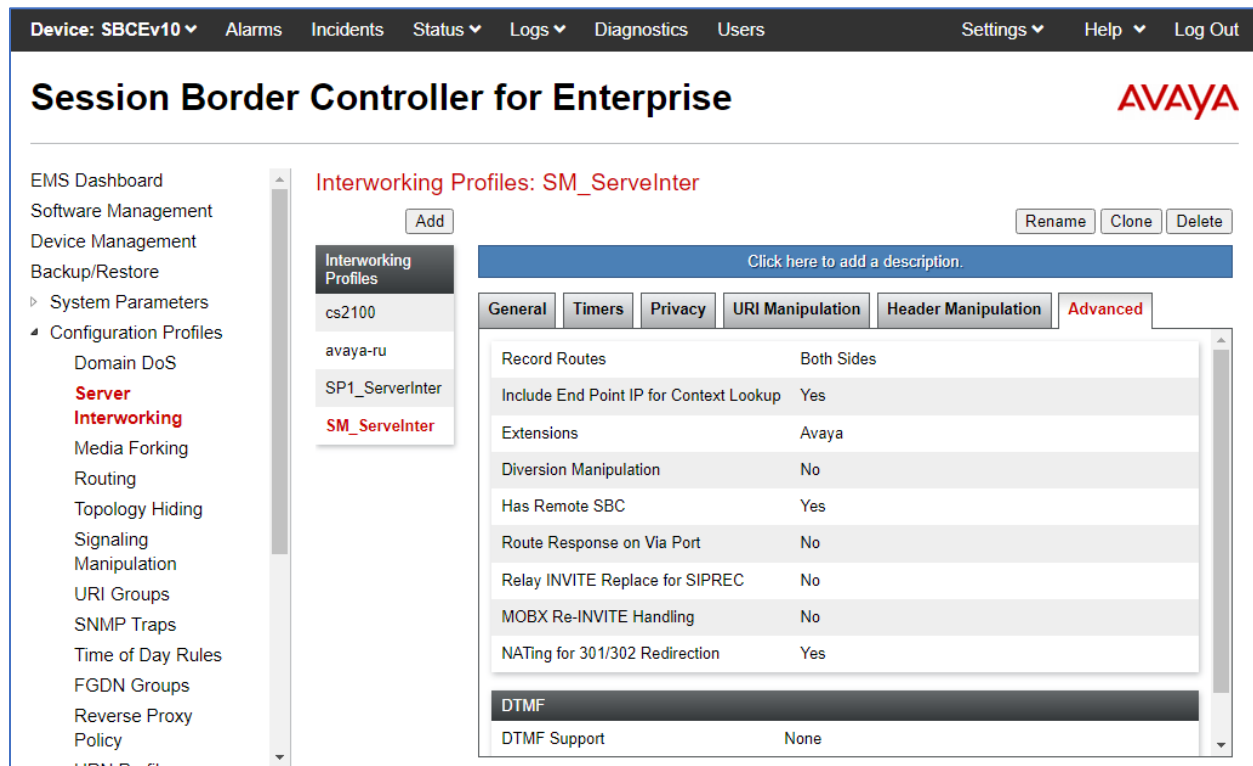 Device: SBCEv10 Alarms Incidents Status Logs Diagnostics Users Settings Help Log Out
Session Border Controller for Enterprise
AVAYA
EMS Dashboard
Software Management
Device Management
Backup/Restore
System Parameters
Configuration Profiles
Domain DoS
Server
Interworking
Media Forking
Routing
Topology Hiding
Signaling
Manipulation
URI Groups
SNMP Traps
Time of Day Rules
FGDN Groups
Reverse Proxy
Policy
Interworking Profiles: SM_ServeInter
Add
Rename Clone Delete
Interworking
Profiles
cs2100
avaya-ru
SP1_ServerInter
SM_ServeInter
Click here to add a description.
General Timers Privacy URI Manipulation Header Manipulation Advanced
Record Routes Both Sides
Include End Point IP for Context Lookup Yes
Extensions Avaya
Diversion Manipulation No
Has Remote SBC Yes
Route Response on Via Port No
Relay INVITE Replace for SIPREC No
MOBX Re-INVITE Handling No
NATing for 301/302 Redirection Yes
DTMF
DTMF Support None